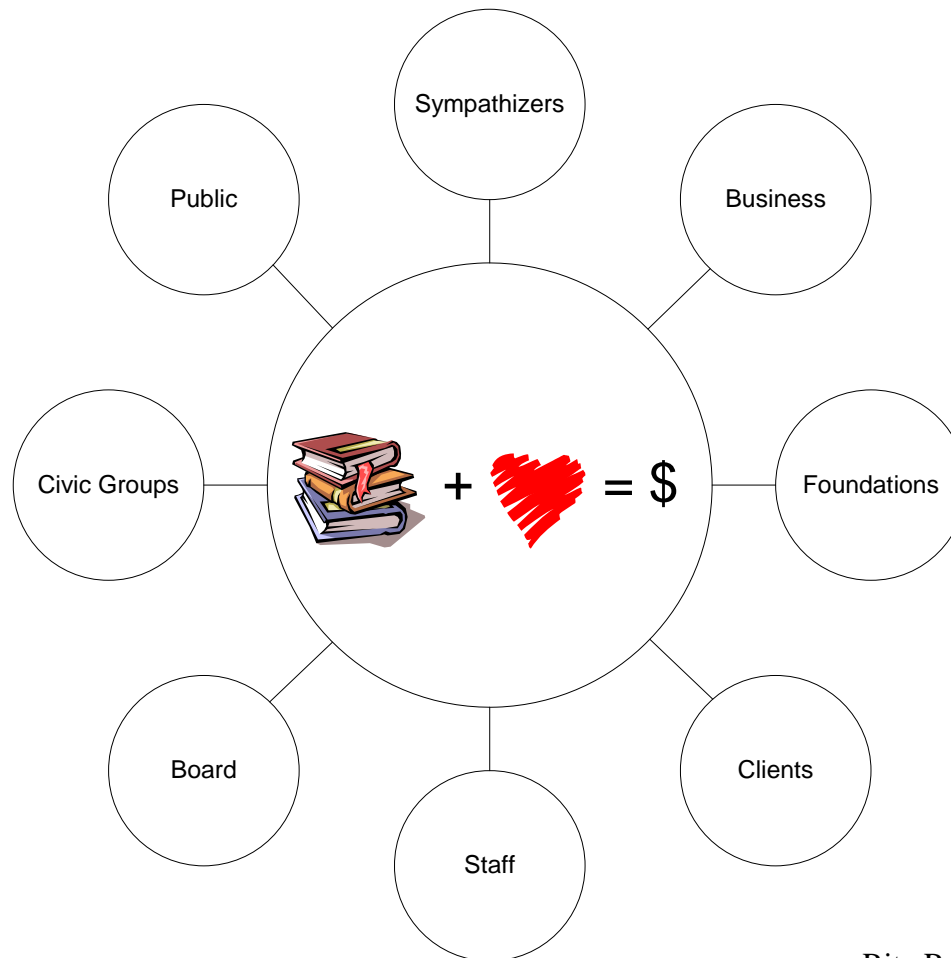 Sympathizers
Public
Business
Civic Groups
+ = $
Foundations
Board
Clients
Staff